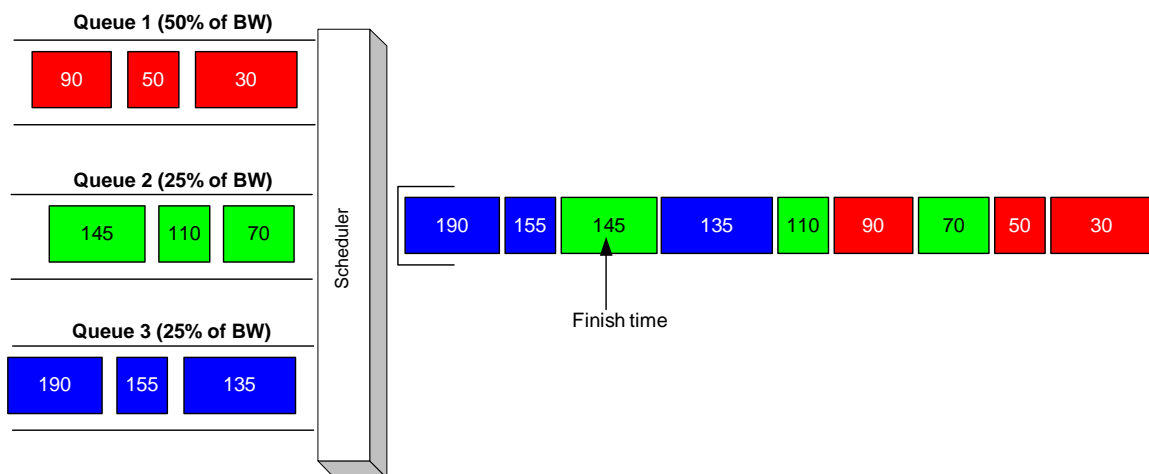 Queue 1 (50% of BW)
90 50 30
Queue 2 (25% of BW)
145 110 70
Queue 3 (25% of BW)
190 155 135
Scheduler
190 155 145 135 110 90 70 50 30
Finish time